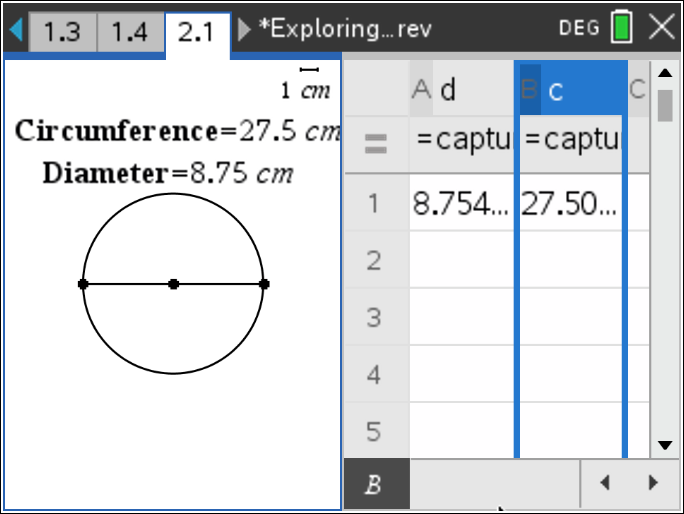 1.3 1.4 2.1 *Exploring...rev DEG
1 cm
Circumference=27.5 cm
Diameter=8.75 cm
A d B c C
= =captu =captu
1 8.754... 27.50...
2
3
4
5
B